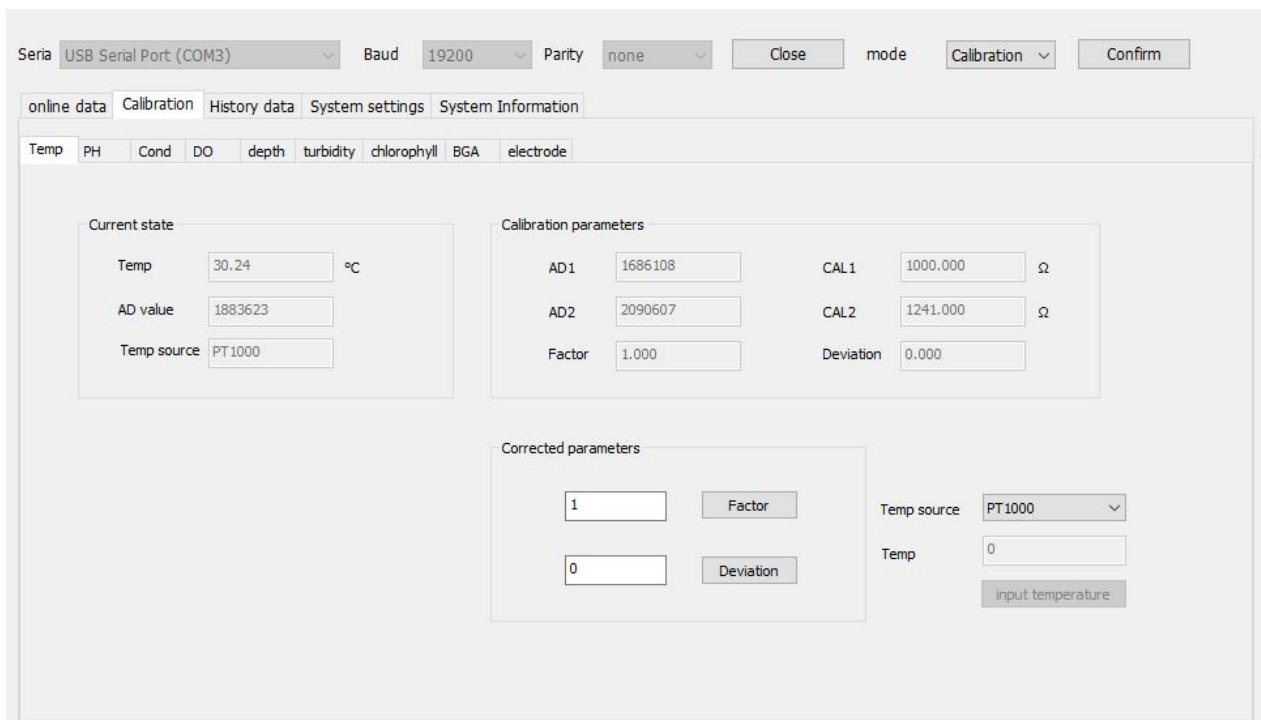 Seria USB Serial Port (COM3) Baud 19200 Parity none Close mode Calibration Confirm
online data Calibration History data System settings System Information
Temp PH Cond DO depth turbidity chlorophyll BGA electrode
Current state
Temp 30.24 ℃
AD value 1883623
Temp source PT1000
Calibration parameters
AD1 1686108 CAL1 1000.000 Ω
AD2 2090607 CAL2 1241.000 Ω
Factor 1.000 Deviation 0.000
Corrected parameters
1 Factor
0 Deviation
Temp source PT1000
Temp 0
input temperature